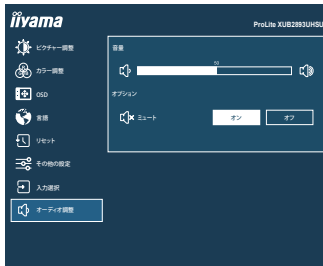 iiyama
ProLite XUB2893UHSU
ピクチャー調整
カラー調整
OSD
言語
リセット
その他の設定
入力選択
オーディオ調整
音量
50
オプション
ミュート
オン
オフ